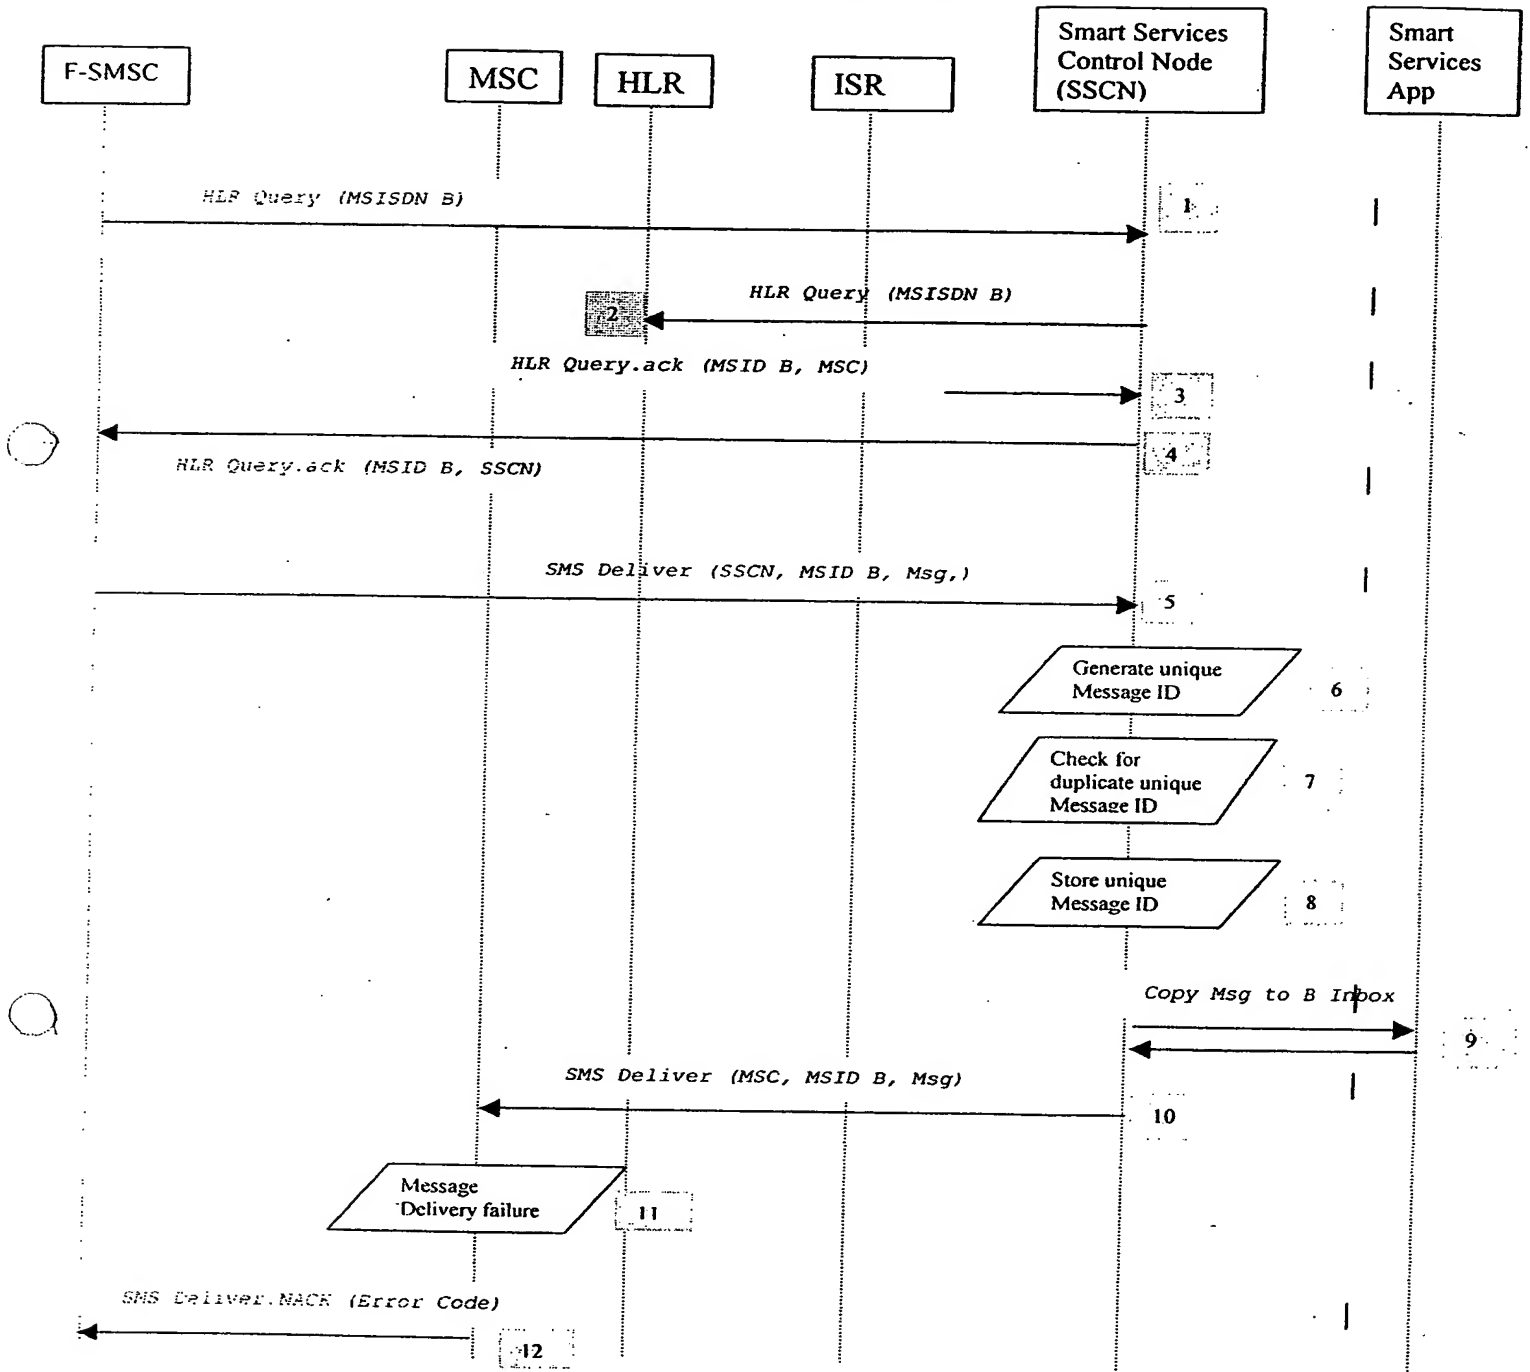 F-SMSC
MSC
HLR
ISR
Smart Services
Control Node
(SSCN)
Smart
Services
App
HLR Query (MSISDN B)
1
HLR Query (MSISDN B)
2
HLR Query.ack (MSID B, MSC)
3
4
HLR Query.ack (MSID B, SSCN)
SMS Deliver (SSCN, MSID B, Msg,)
5
Generate unique
Message ID
6
Check for
duplicate unique
Message ID
7
Store unique
Message ID
8
Copy Msg to B Inbox
9
SMS Deliver (MSC, MSID B, Msg)
10
Message
Delivery failure
11
SMS Deliver.NACK (Error Code)
12